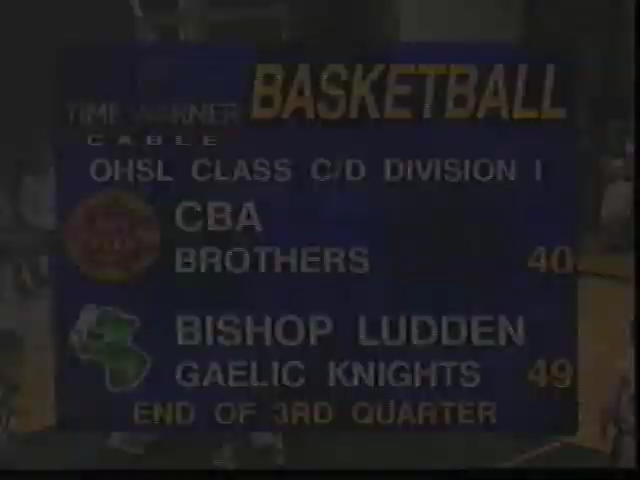 BASKETBALL
TIME WARNER
CABLE
OHSL CLASS C/D DIVISION I
CBA
BROTHERS 40
BISHOP LUDDEN
GAELIC KNIGHTS 49
END OF 3RD QUARTER